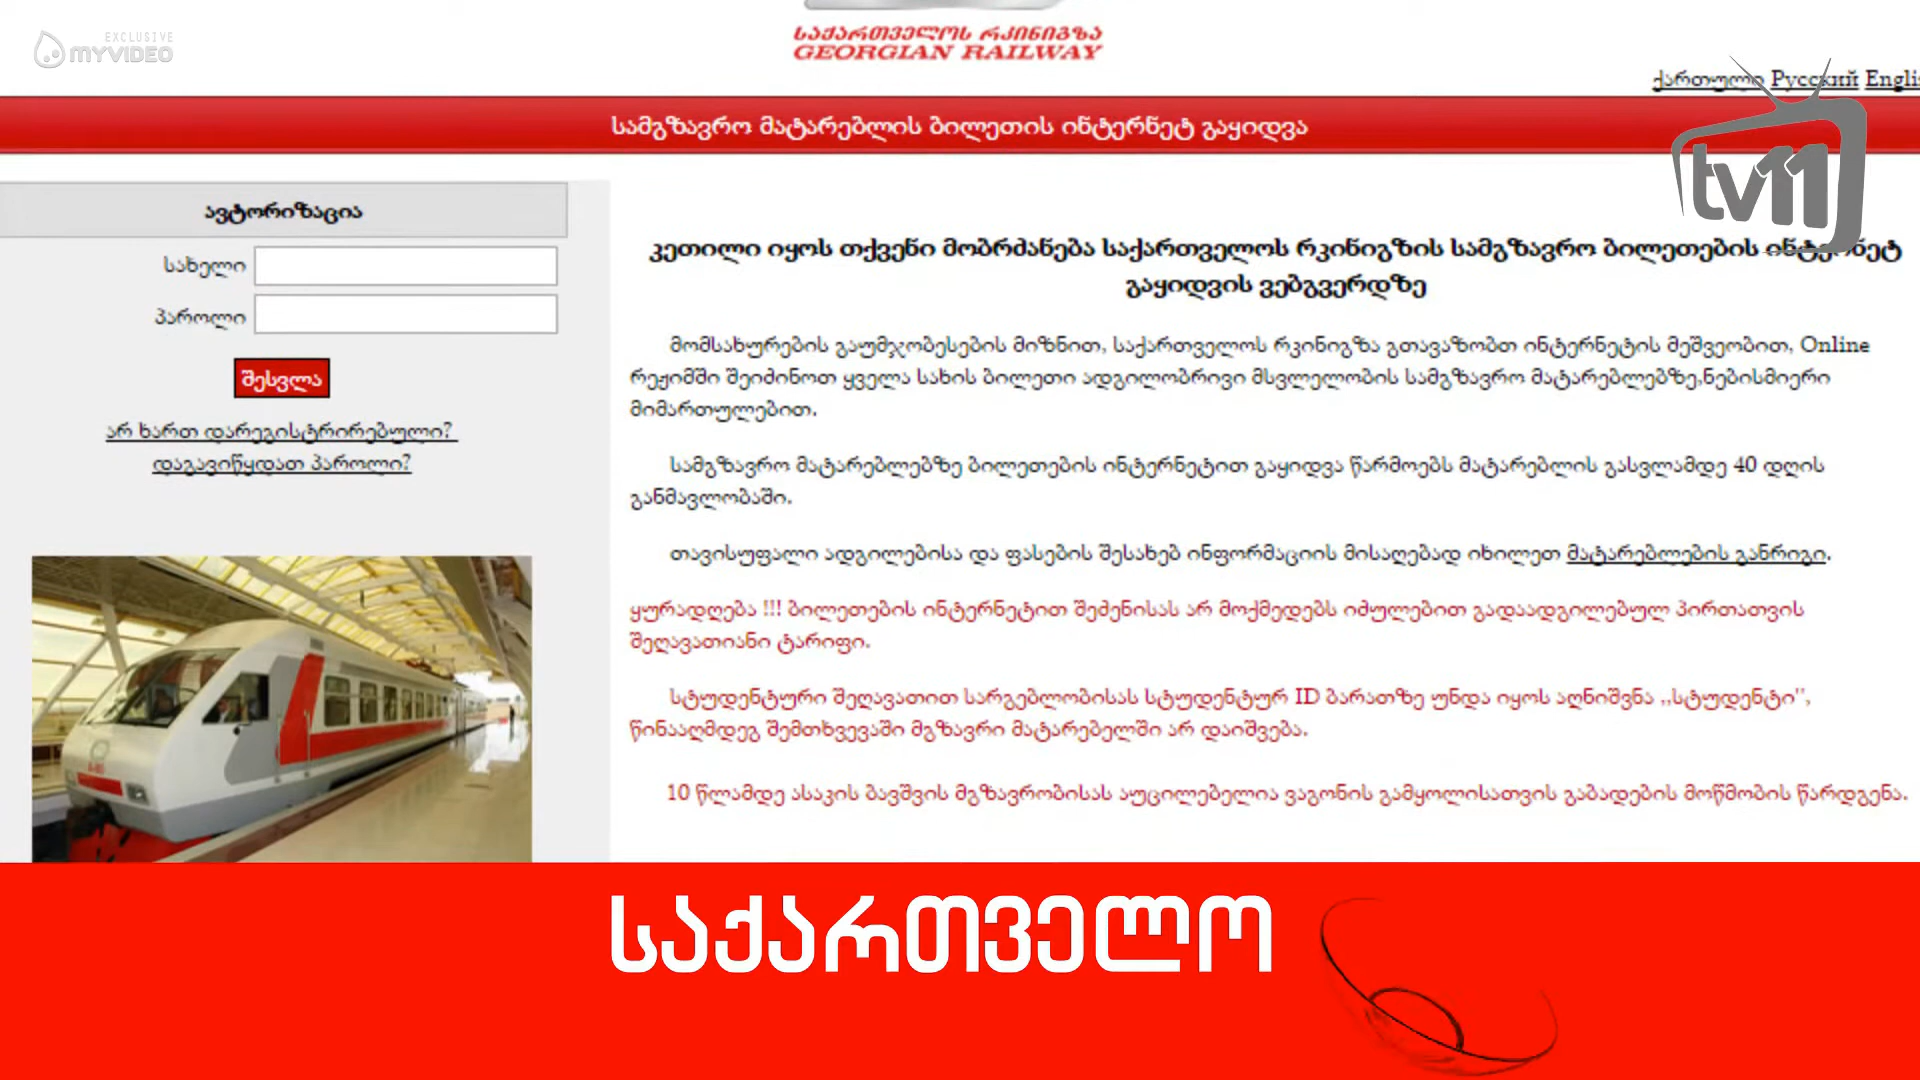 EXCLUSIVE
MYVIDEO
საქართველოს რკინიგზა
GEORGIAN RAILWAY
ქართული Русский Englis
სამგზავრო მატარებლის ბილეთის ინტერნეტ გაყიდვა
tv11
ავტორიზაცია
სახელი
პაროლი
შესვლა
არ ხართ დარეგისტრირებული?
დაგავიწყდათ პაროლი?
კეთილი იყოს თქვენი მობრძანება საქართველოს რკინიგზის სამგზავრო ბილეთების ინტერნეტ
გაყიდვის ვებგვერდზე
მომსახურების გაუმჯობესების მიზნით, საქართველოს რკინიგზა გთავაზობთ ინტერნეტის მეშვეობით, Online
რეჟიმში შეიძინოთ ყველა სახის ბილეთი ადგილობრივი მსვლელობის სამგზავრო მატარებლებზე,ნებისმიერი
მიმართულებით.
სამგზავრო მატარებლებზე ბილეთების ინტერნეტით გაყიდვა წარმოებს მატარებლის გასვლამდე 40 დღის
განმავლობაში.
თავისუფალი ადგილებისა და ფასების შესახებ ინფორმაციის მისაღებად იხილეთ მატარებლების განრიგი.
ყურადღება !!! ბილეთების ინტერნეტით შეძენისას არ მოქმედებს იძულებით გადაადგილებულ პირთათვის
შეღავათიანი ტარიფი.
სტუდენტური შეღავათით სარგებლობისას სტუდენტურ ID ბარათზე უნდა იყოს აღნიშვნა ,,სტუდენტი'',
წინააღმდეგ შემთხვევაში მგზავრი მატარებელში არ დაიშვება.
10 წლამდე ასაკის ბავშვის მგზავრობისას აუცილებელია ვაგონის გამყოლისათვის გაბადების მოწმობის წარდგენა.
საქართველო